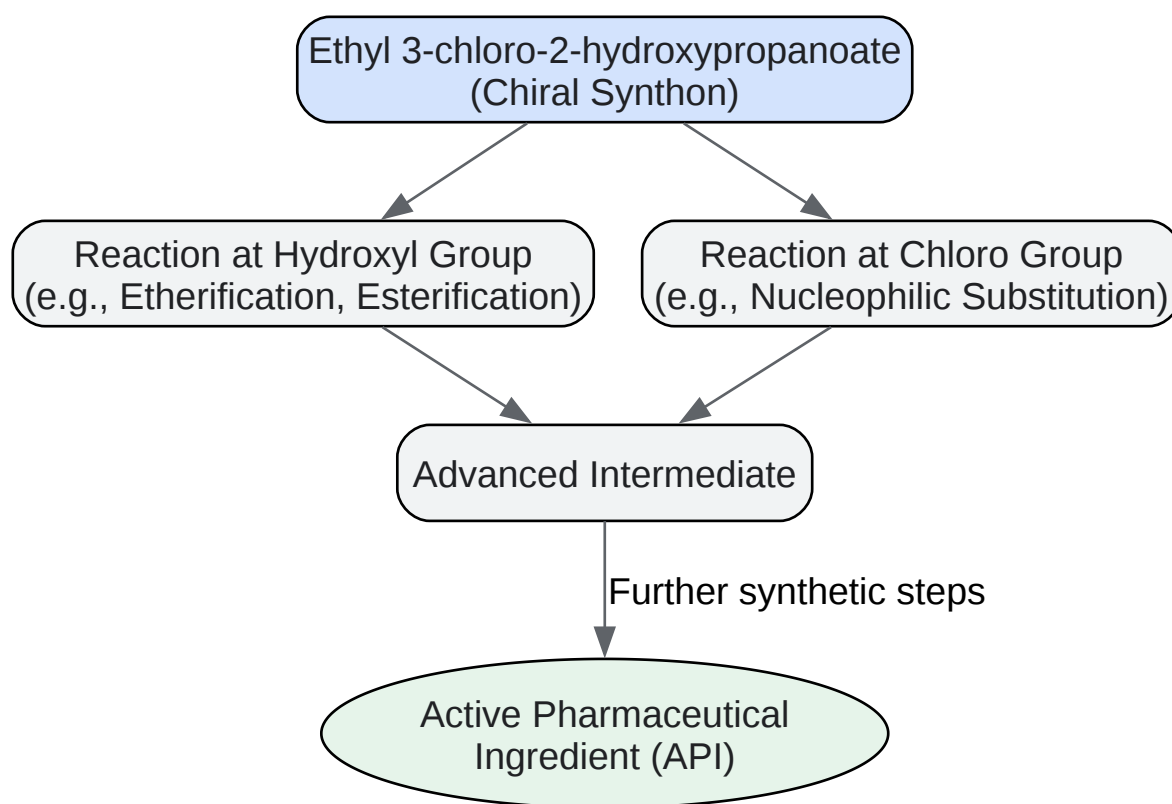 Ethyl 3-chloro-2-hydroxypropanoate
(Chiral Synthon)
Reaction at Hydroxyl Group
(e.g., Etherification, Esterification)
Reaction at Chloro Group
(e.g., Nucleophilic Substitution)
Advanced Intermediate
Further synthetic steps
Active Pharmaceutical
Ingredient (API)